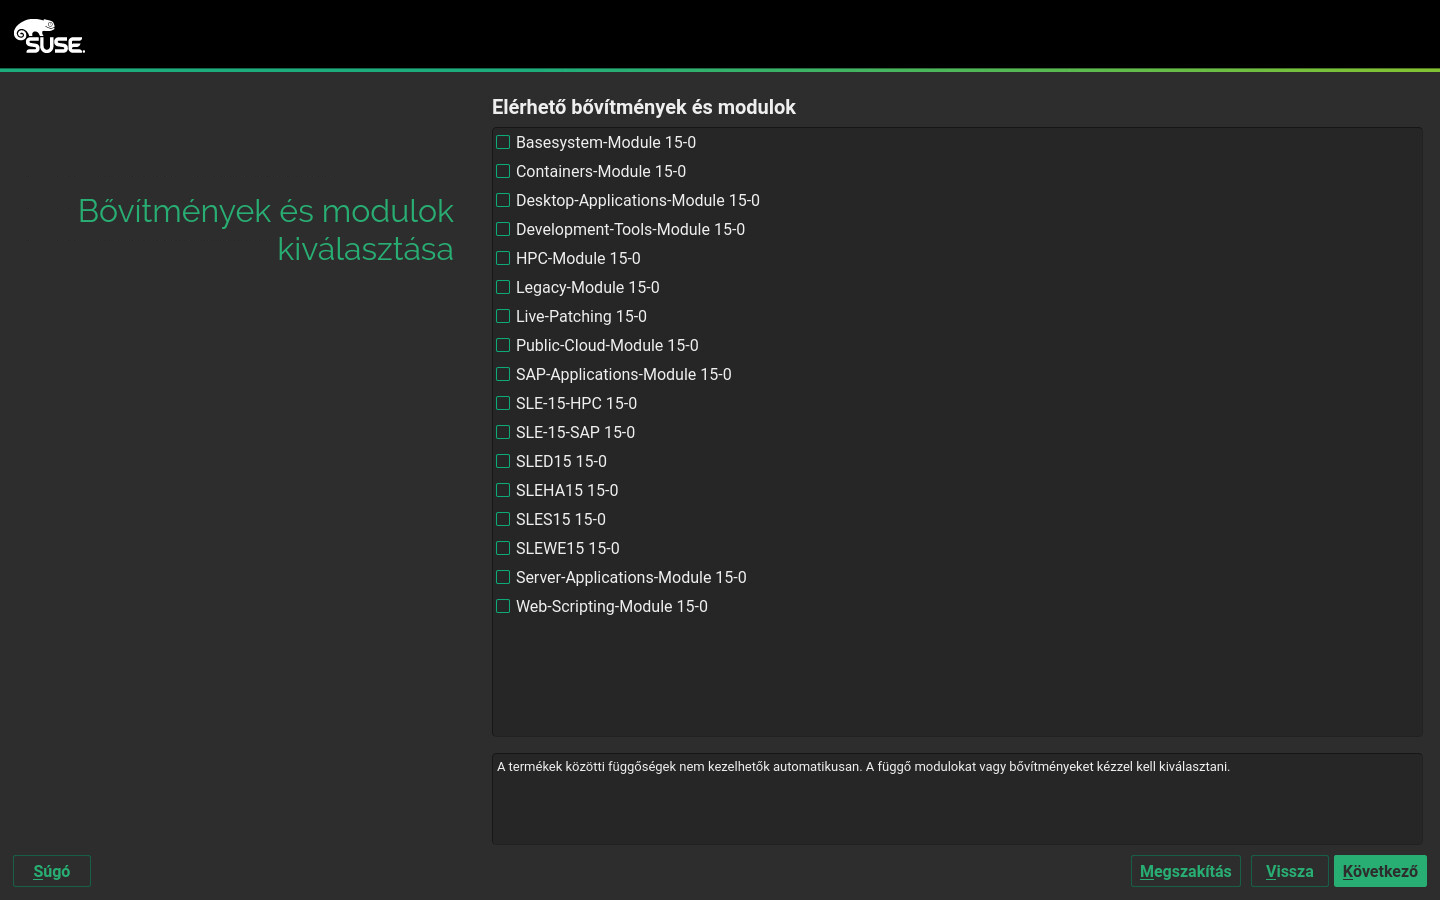 SUSE
Elérhető bővítmények és modulok
Bővítmények és modulok
kiválasztása
Basesystem-Module 15-0
Containers-Module 15-0
Desktop-Applications-Module 15-0
Development-Tools-Module 15-0
HPC-Module 15-0
Legacy-Module 15-0
Live-Patching 15-0
Public-Cloud-Module 15-0
SAP-Applications-Module 15-0
SLE-15-HPC 15-0
SLE-15-SAP 15-0
SLED15 15-0
SLEHA15 15-0
SLES15 15-0
SLEWE15 15-0
Server-Applications-Module 15-0
Web-Scripting-Module 15-0
A termékek közötti függőségek nem kezelhetők automatikusan. A függő modulokat vagy bővítményeket kézzel kell kiválasztani.
Súgó
Megszakítás
Vissza
Következő